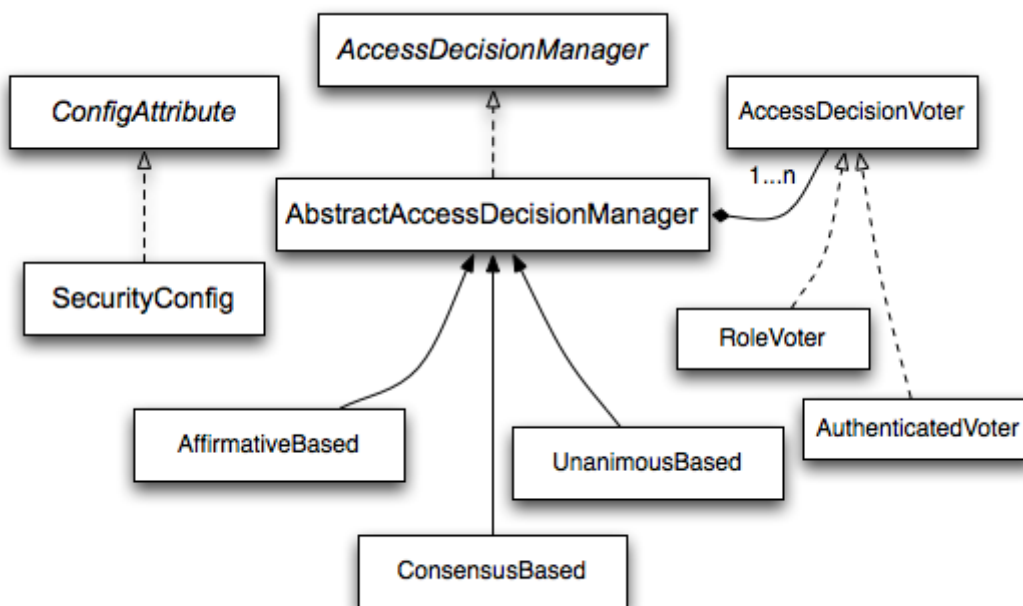 AccessDecisionManager
ConfigAttribute
AccessDecisionVoter
1...n
AbstractAccessDecisionManager
SecurityConfig
RoleVoter
AffirmativeBased
UnanimousBased
AuthenticatedVoter
ConsensusBased